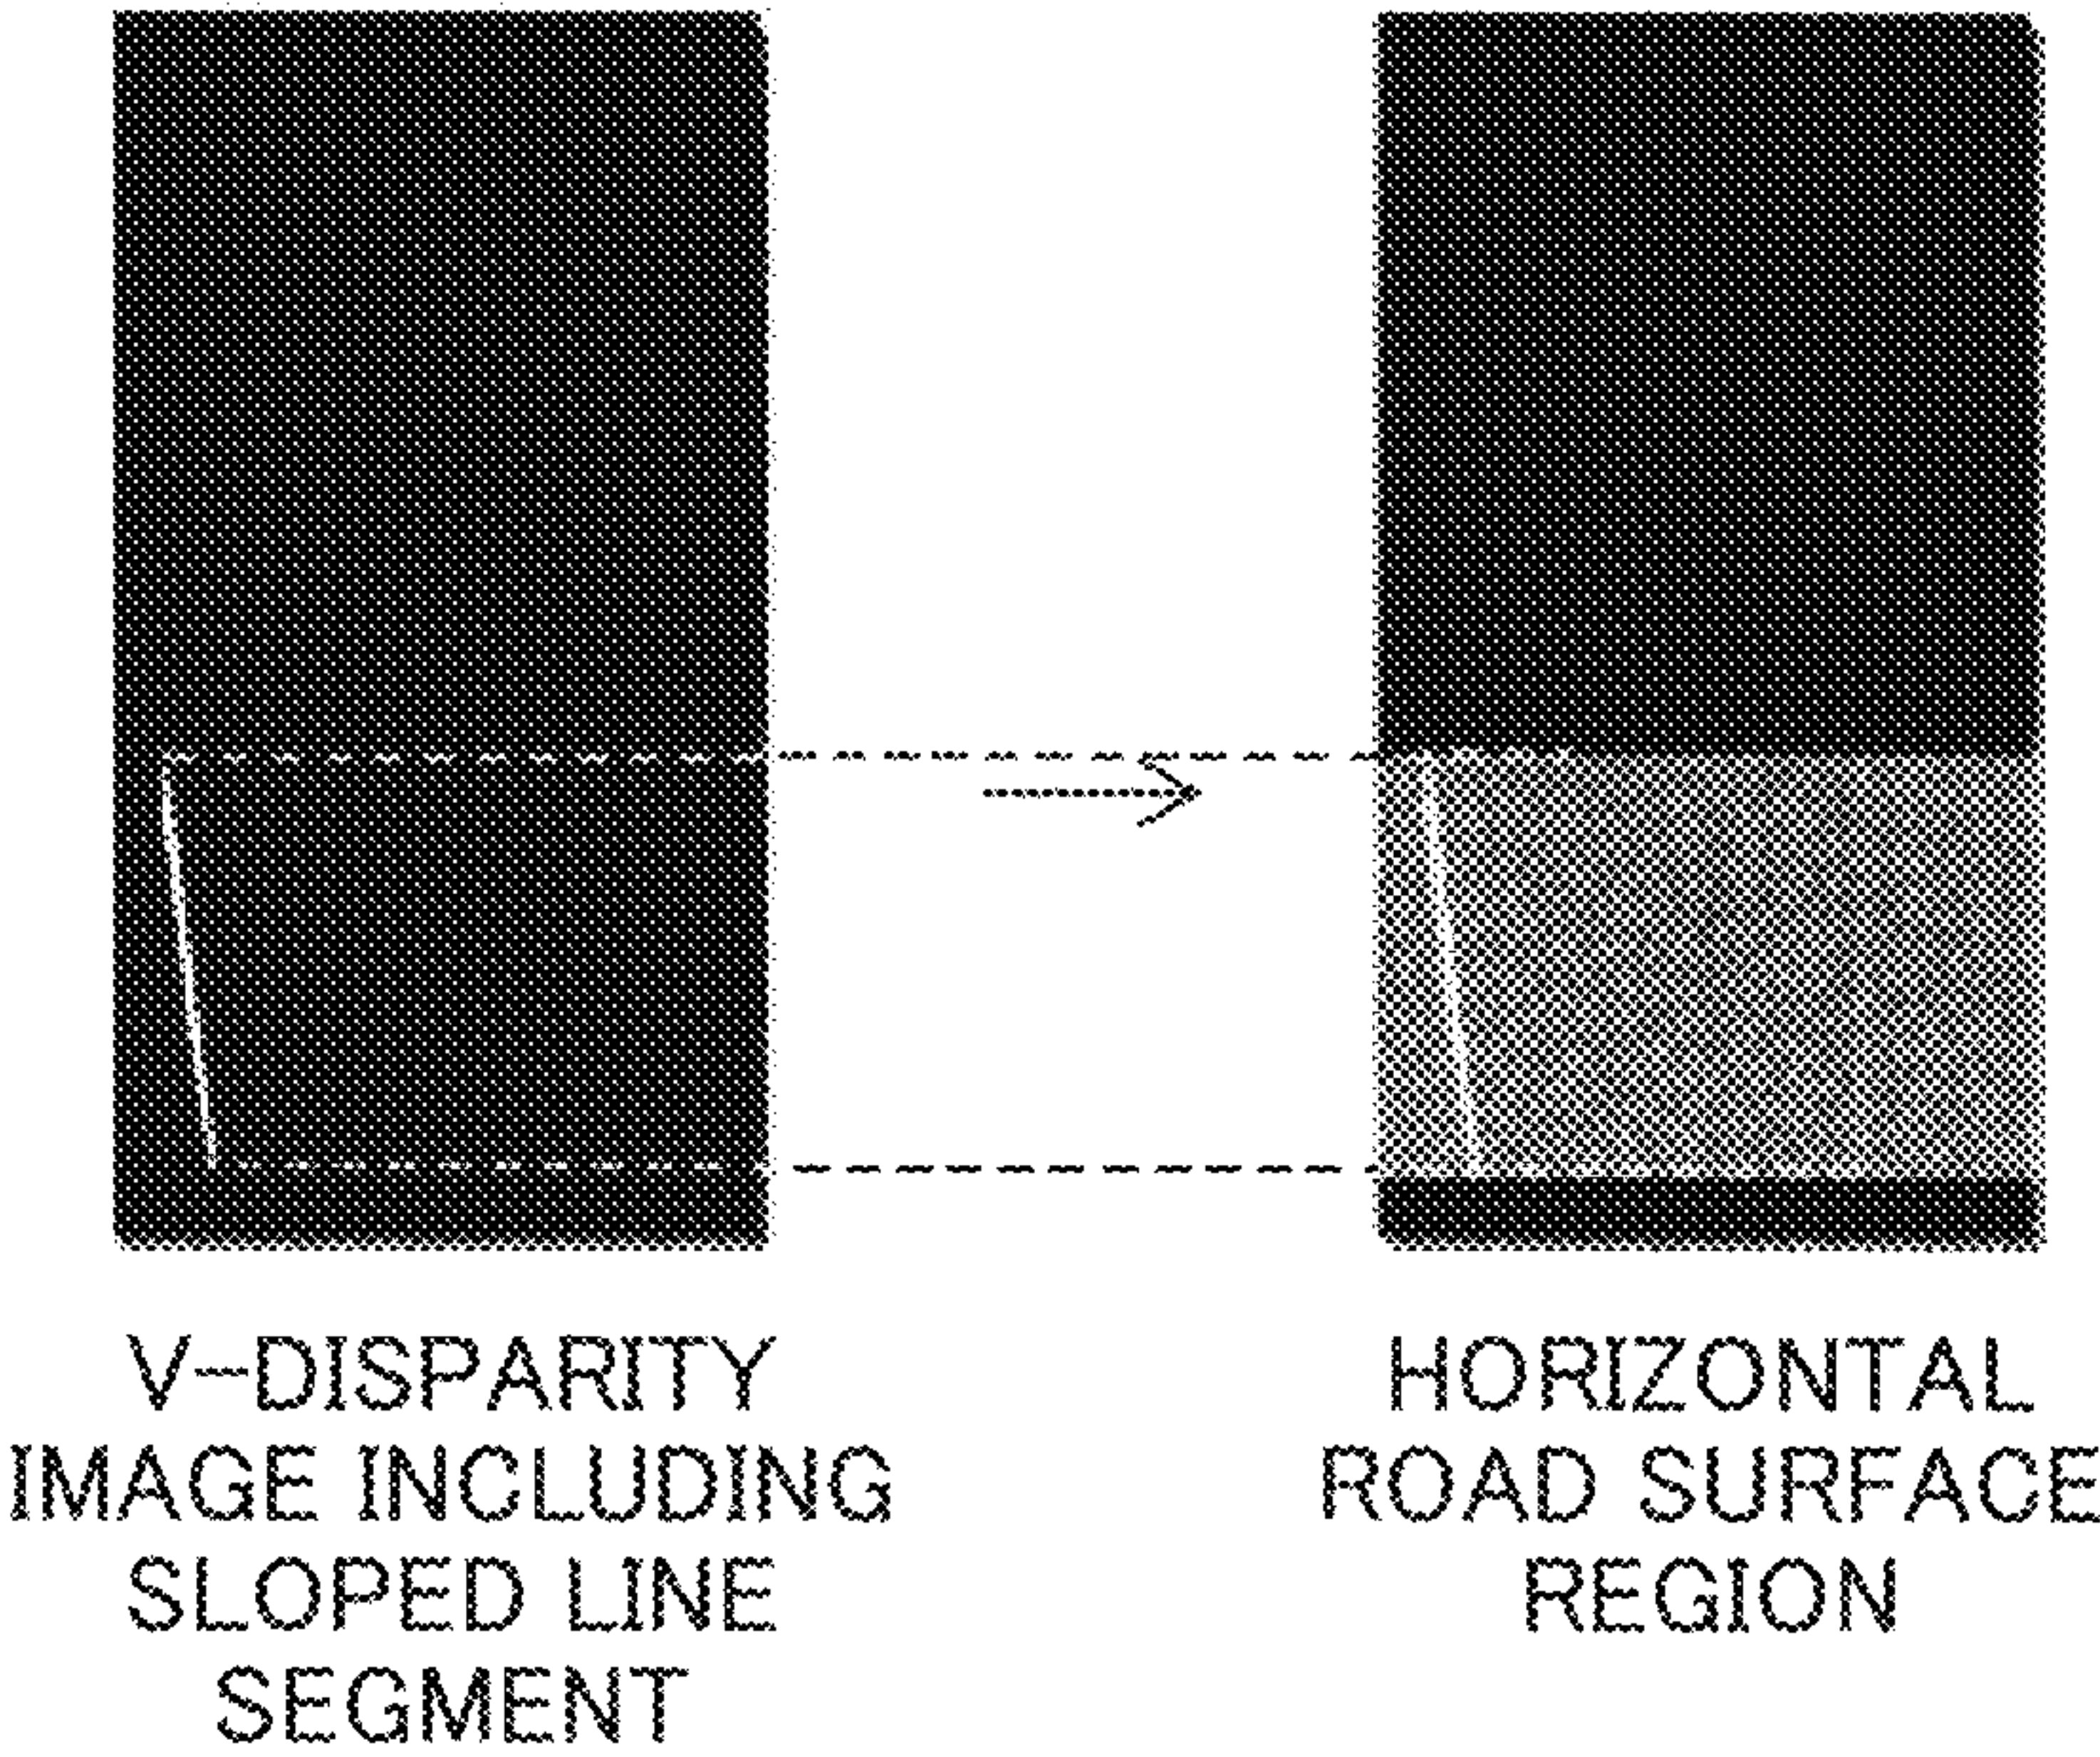 V-DISPARITY
IMAGE INCLUDING
SLOPED LINE
SEGMENT
HORIZONTAL
ROAD SURFACE
REGION